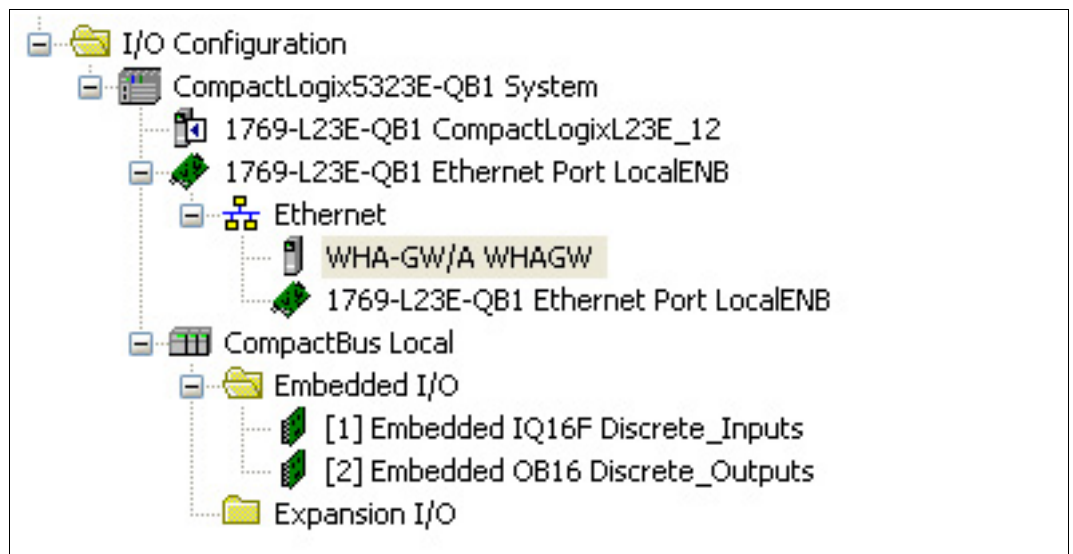 I/O Configuration
CompactLogix5323E-QB1 System
1769-L23E-QB1 CompactLogixL23E_12
1769-L23E-QB1 Ethernet Port LocalENB
Ethernet
WHA-GW/A WHAGW
1769-L23E-QB1 Ethernet Port LocalENB
CompactBus Local
Embedded I/O
[1] Embedded IQ16F Discrete_Inputs
[2] Embedded OB16 Discrete_Outputs
Expansion I/O